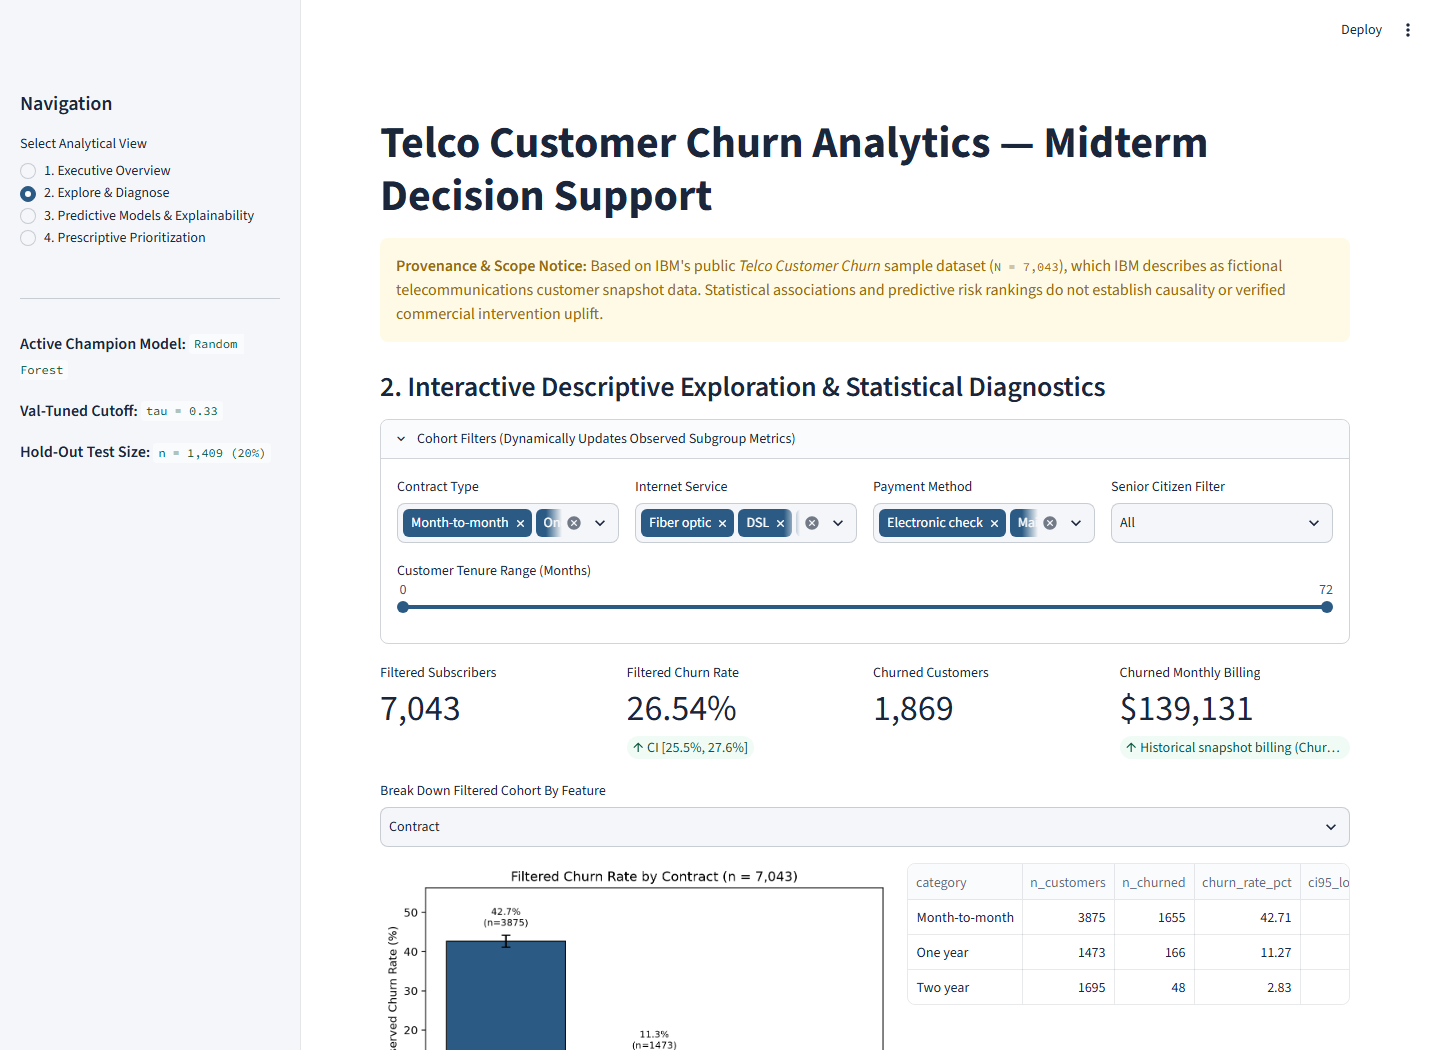 Deploy
Navigation
Select Analytical View
1. Executive Overview
2. Explore & Diagnose
3. Predictive Models & Explainability
4. Prescriptive Prioritization
Active Champion Model: Random
Forest
Val-Tuned Cutoff: tau = 0.33
Hold-Out Test Size: n = 1,409 (20%)
Telco Customer Churn Analytics — Midterm
Decision Support
Provenance & Scope Notice: Based on IBM's public Telco Customer Churn sample dataset (N = 7,043), which IBM describes as fictional
telecommunications customer snapshot data. Statistical associations and predictive risk rankings do not establish causality or verified
commercial intervention uplift.
2. Interactive Descriptive Exploration & Statistical Diagnostics
Cohort Filters (Dynamically Updates Observed Subgroup Metrics)
Contract Type Internet Service Payment Method Senior Citizen Filter
Month-to-month On Fiber optic DSL Electronic check Ma All
Customer Tenure Range (Months)
0 72
Filtered Subscribers Filtered Churn Rate Churned Customers Churned Monthly Billing
7,043 26.54% 1,869 $139,131
↑ CI [25.5%, 27.6%] ↑ Historical snapshot billing (Chur...
Break Down Filtered Cohort By Feature
Contract
Filtered Churn Rate by Contract (n = 7,043)
50
40
30
20
served Churn Rate (%)
42.7%
(n=3875)
11.3%
(n=1473)
category n_customers n_churned churn_rate_pct ci95_lo
Month-to-month 3875 1655 42.71
One year 1473 166 11.27
Two year 1695 48 2.83